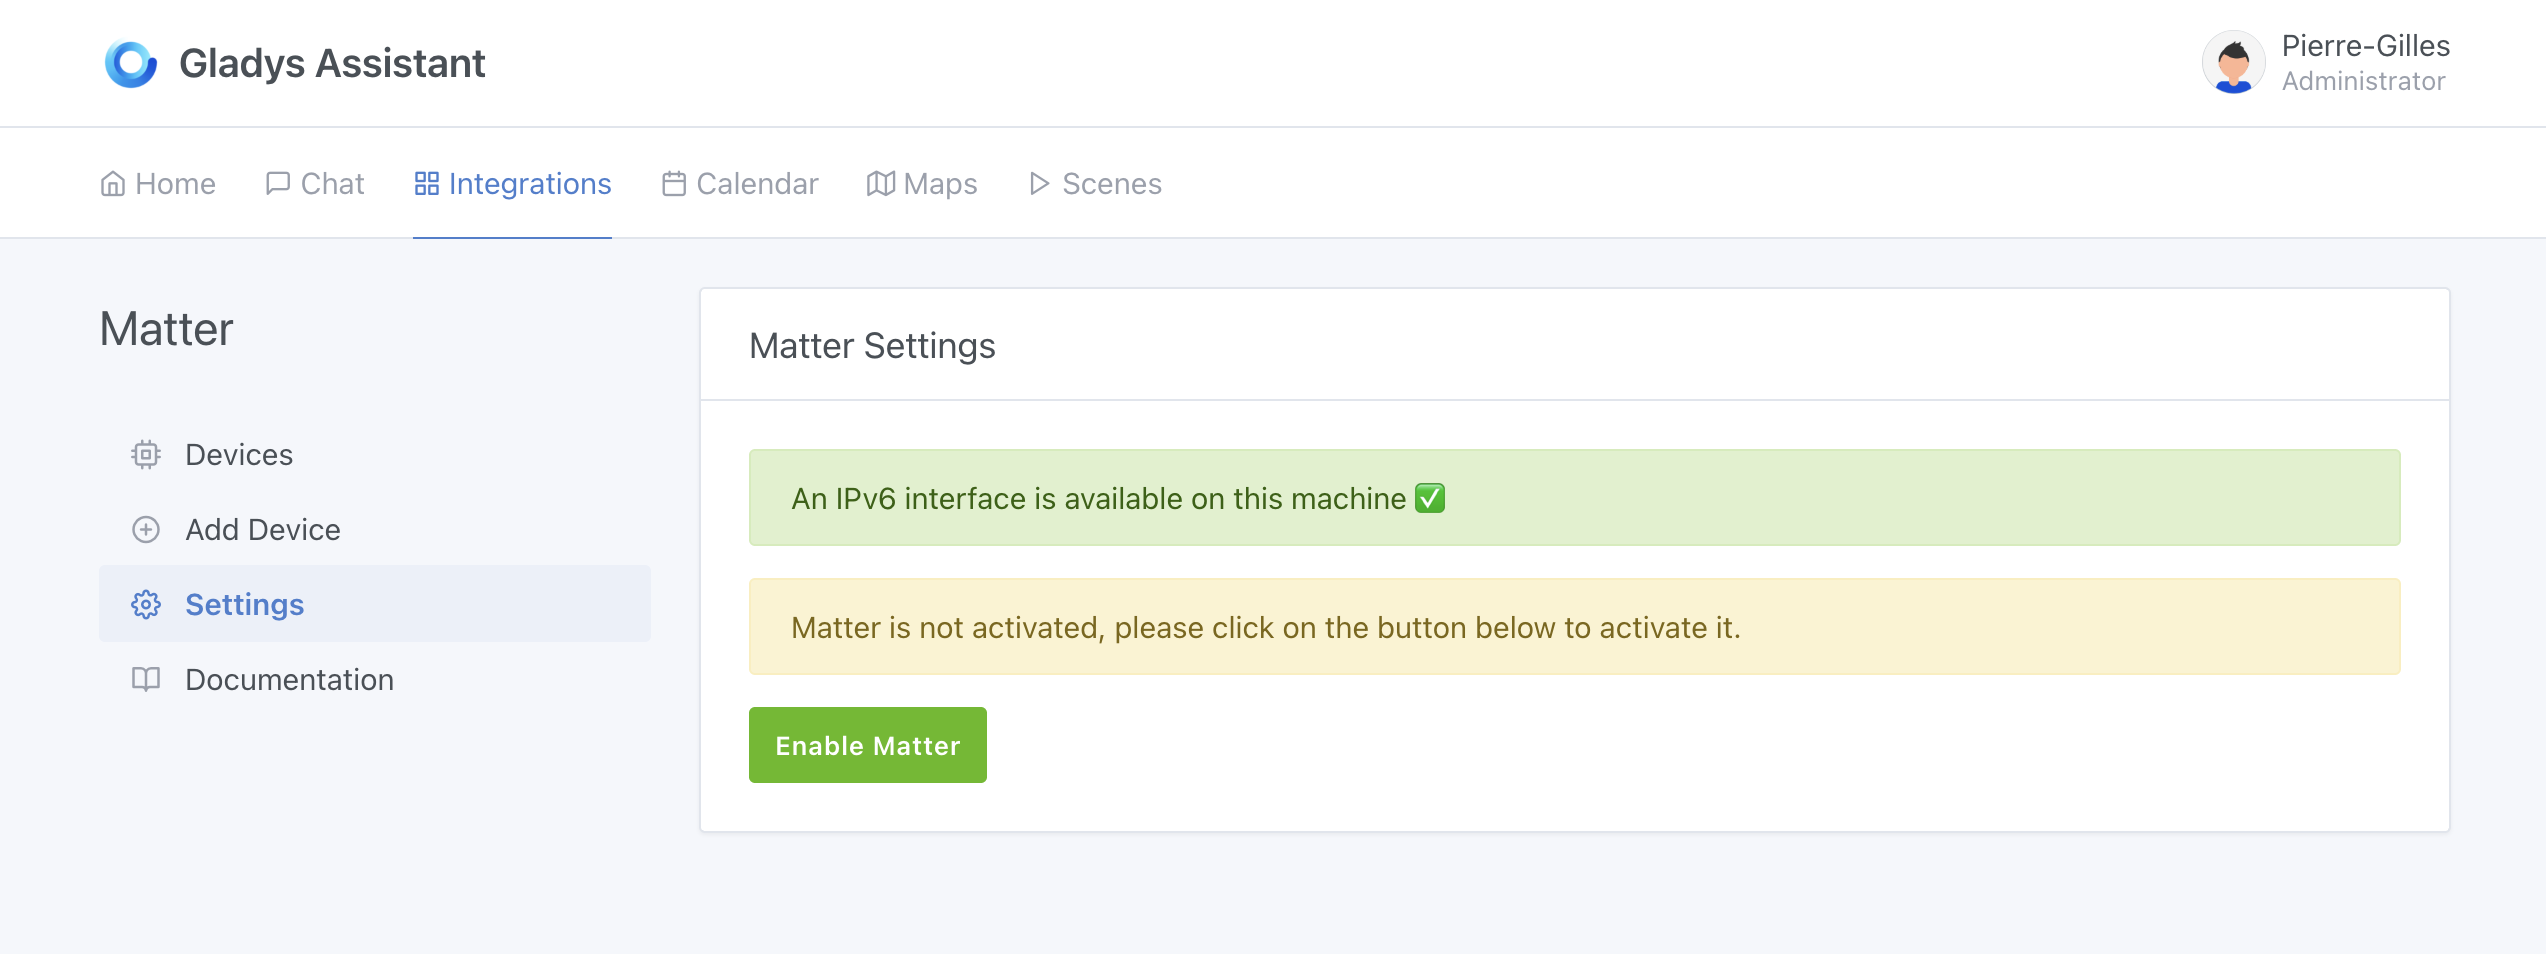 Gladys Assistant
Pierre-Gilles
Administrator
Home Chat Integrations Calendar Maps Scenes
Matter
Devices
Add Device
Settings
Documentation
Matter Settings
An IPv6 interface is available on this machine ✅
Matter is not activated, please click on the button below to activate it.
Enable Matter